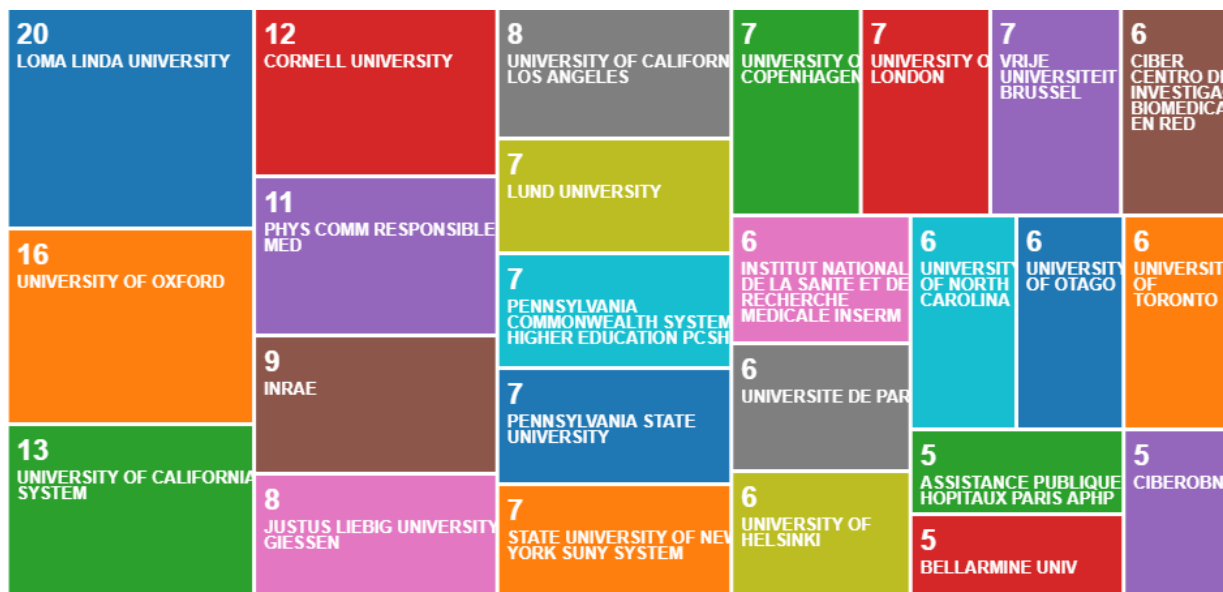 20
LOMA LINDA UNIVERSITY
16
UNIVERSITY OF OXFORD
13
UNIVERSITY OF CALIFORNIA
SYSTEM
12
CORNELL UNIVERSITY
11
PHYS COMM RESPONSIBLE
MED
9
INRAE
8
JUSTUS LIEBIG UNIVERSITY
GIESSEN
8
UNIVERSITY OF CALIFORN
LOS ANGELES
7
LUND UNIVERSITY
7
PENNSYLVANIA
COMMONWEALTH SYSTEM
HIGHER EDUCATION PCSH
7
PENNSYLVANIA STATE
UNIVERSITY
7
STATE UNIVERSITY OF NEW
YORK SUNY SYSTEM
7
UNIVERSITY O
COPENHAGEN
7
UNIVERSITY O
LONDON
7
VRIJE
UNIVERSITEIT
BRUSSEL
6
CIBER
CENTRO DE
INVESTIGA
BIOMEDICA
EN RED
6
INSTITUT NATIONAL
DE LA SANTE ET DE
RECHERCHE
MEDICALE INSERM
6
UNIVERSITE DE PAR
6
UNIVERSITY OF
HELSINKI
6
UNIVERSITY
OF NORTH
CAROLINA
6
UNIVERSITY
OF OTAGO
6
UNIVERSIT
OF
TORONTO
5
ASSISTANCE PUBLIQUE
HOPITAUX PARIS APHP
5
BELLARMINE UNIV
5
CIBEROBN